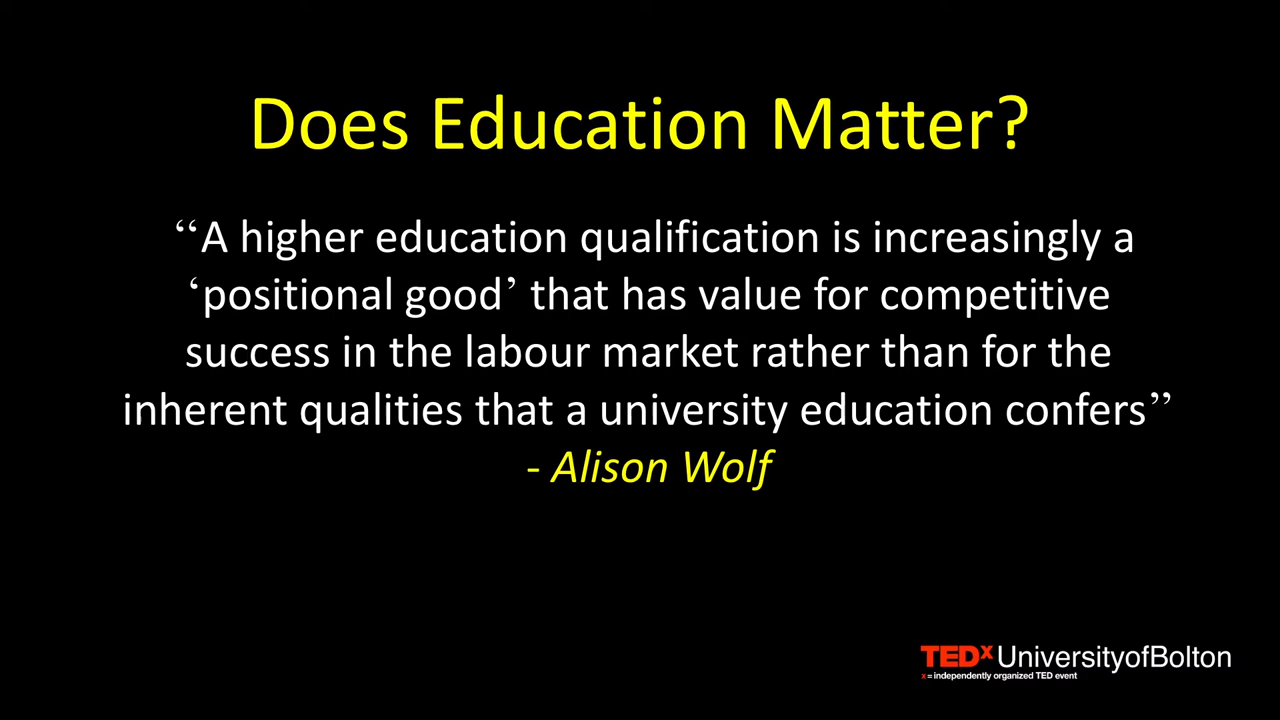 Does Education Matter?
‘‘A higher education qualification is increasingly a
‘positional good’ that has value for competitive
success in the labour market rather than for the
inherent qualities that a university education confers’’
- Alison Wolf
TEDx UniversityofBolton
x = independently organized TED event